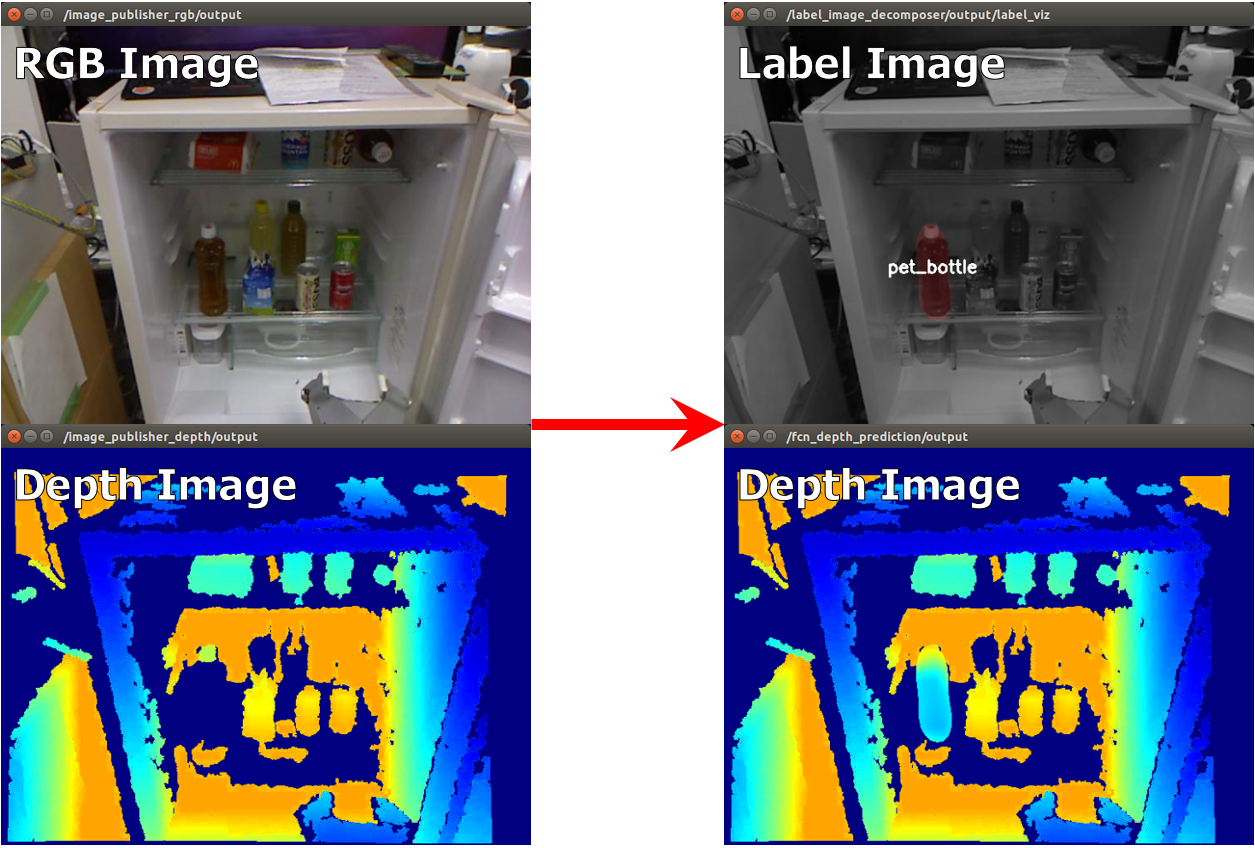 /image_publisher_rgb/output
RGB Image
/label_image_decomposer/output/label_viz
Label Image
pet_bottle
/image_publisher_depth/output
Depth Image
/fcn_depth_prediction/output
Depth Image